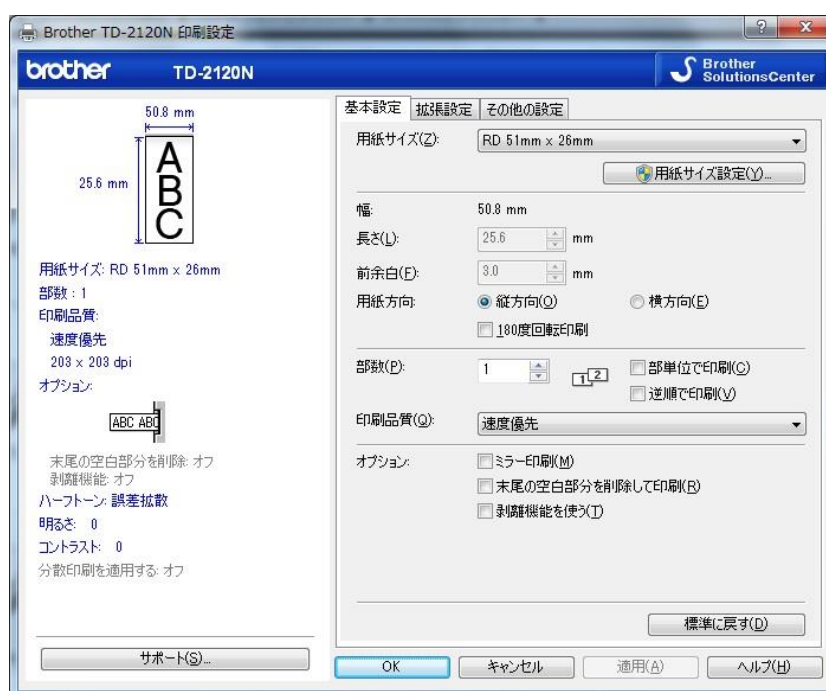 Brother TD-2120N 印刷設定
brother TD-2120N
Brother
SolutionsCenter
50.8 mm
25.6 mm
A
B
C
用紙サイズ: RD 51mm x 26mm
部数 : 1
印刷品質:
速度優先
203 x 203 dpi
オプション:
ABC ABC
末尾の空白部分を削除: オフ
剥離機能: オフ
ハーフトーン: 誤差拡散
明るさ: 0
コントラスト: 0
分散印刷を適用する: オフ
サポート(S)...
基本設定 拡張設定 その他の設定
用紙サイズ(Z): RD 51mm x 26mm
用紙サイズ設定(Y)...
幅: 50.8 mm
長さ(L): 25.6 mm
前余白(F): 3.0 mm
用紙方向: 縦方向(O) 横方向(E)
180度回転印刷
部数(P): 1 1 2 部単位で印刷(C)
逆順で印刷(V)
印刷品質(Q): 速度優先
オプション: ミラー印刷(M)
末尾の空白部分を削除して印刷(R)
剥離機能を使う(T)
標準に戻す(D)
OK キャンセル 適用(A) ヘルプ(H)